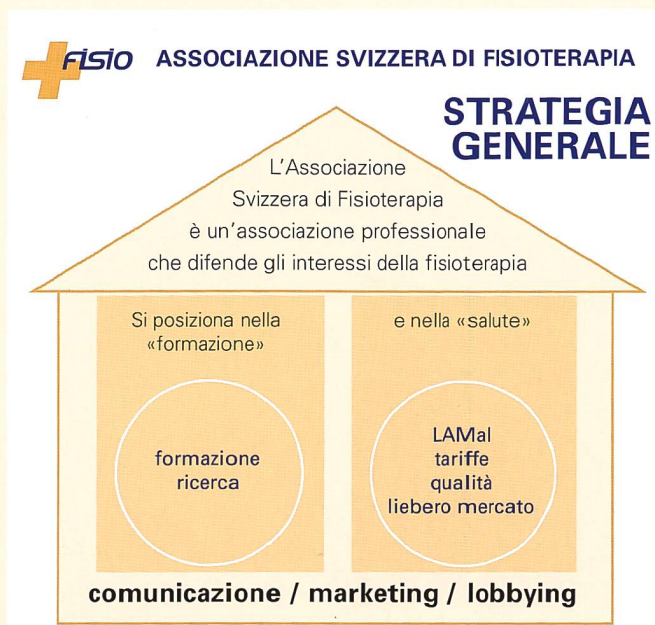 fisio ASSOCIAZIONE SVIZZERA DI FISIOTERAPIA
STRATEGIA
GENERALE
L'Associazione
Svizzera di Fisioterapia
è un'associazione professionale
che difende gli interessi della fisioterapia
Si posiziona nella
«formazione»
formazione
ricerca
e nella «salute»
LAMal
tariffe
qualità
liebero mercato
comunicazione / marketing / lobbying